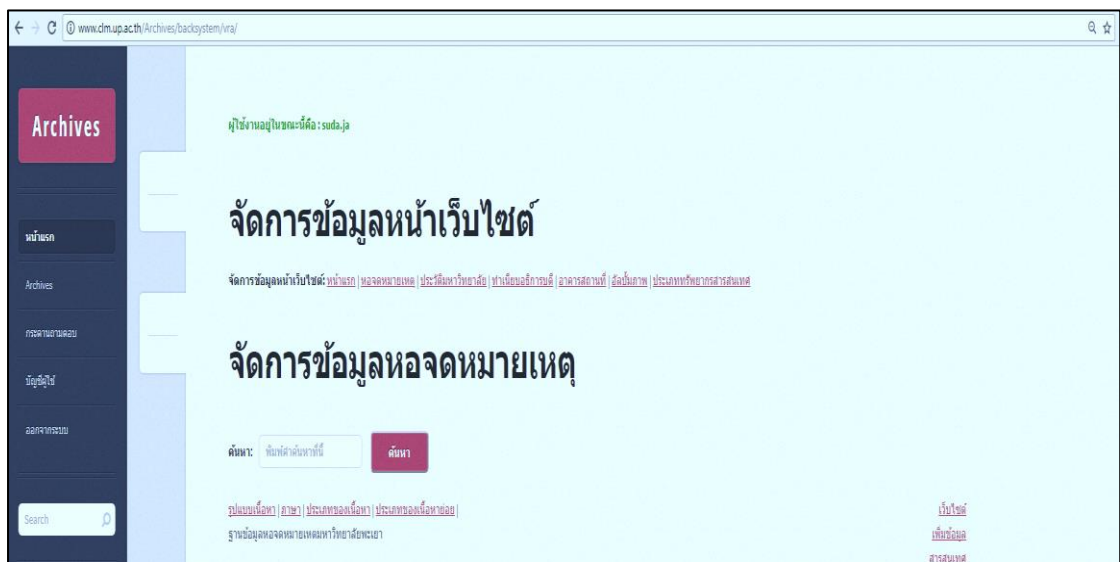 www.clm.up.ac.th/Archives/backsystem/vra/
Archives
หน้าแรก
Archives
กระดานถามตอบ
บัญชีผู้ใช้
ออกจากระบบ
Search
ผู้ใช้งานอยู่ในขณะนี้คือ : suda.ja
จัดการข้อมูลหน้าเว็บไซต์
จัดการข้อมูลหน้าเว็บไซต์: หน้าแรก | หอจดหมายเหตุ | ประวัติมหาวิทยาลัย | ทำเนียบอธิการบดี | อาคารสถานที่ | อัลบั้มภาพ | ประเภททรัพยากรสารสนเทศ
จัดการข้อมูลหอจดหมายเหตุ
ค้นหา: พิมพ์คำค้นหาที่นี่ ค้นหา
รูปแบบเนื้อหา | ภาษา | ประเภทของเนื้อหา | ประเภทของเนื้อหาย่อย |
ฐานข้อมูลหอจดหมายเหตุมหาวิทยาลัยพะเยา
เว็บไซต์
เพิ่มข้อมูล
สารสนเทศ